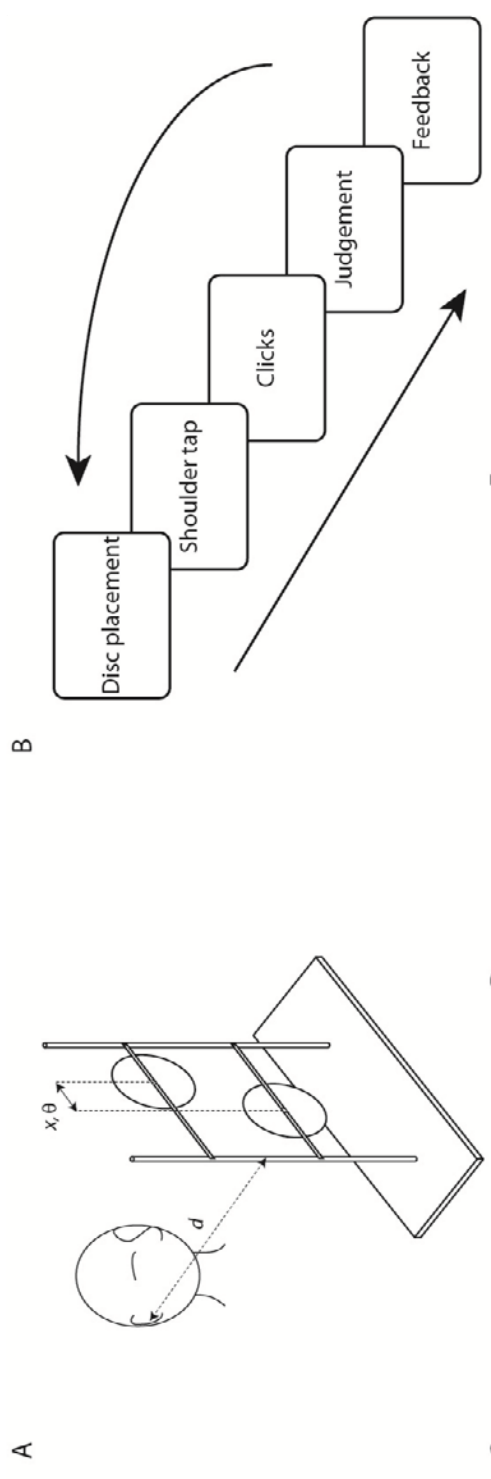 A
x, θ
d
B
Disc placement
Shoulder tap
Clicks
Judgement
Feedback